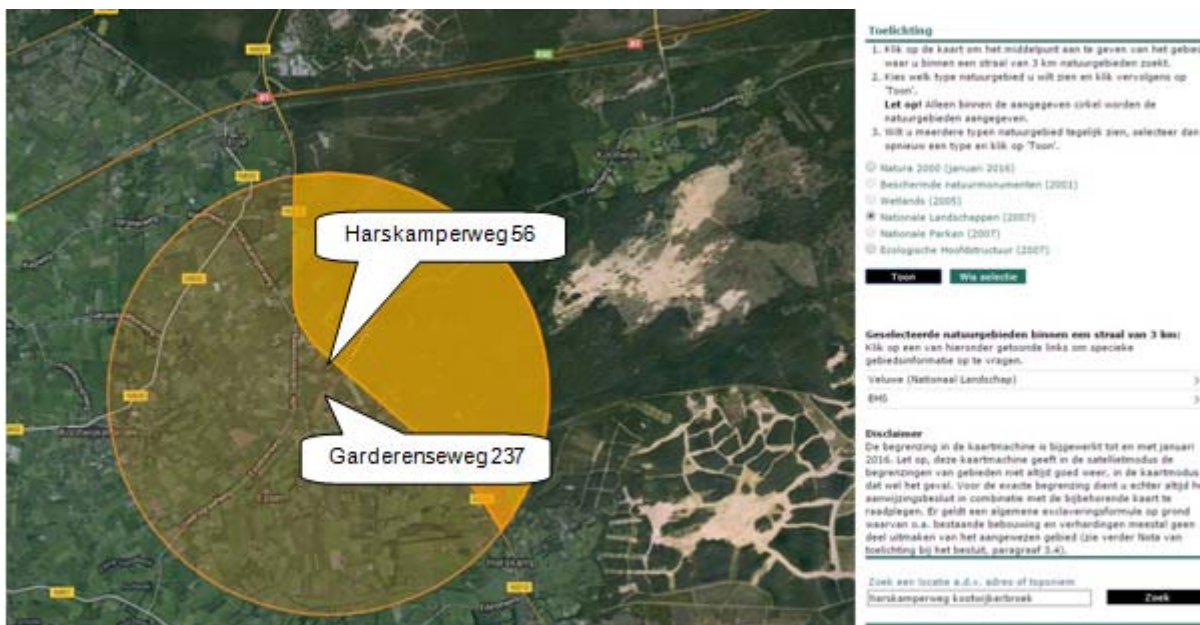 Harskamperweg 56
Garderenseweg 237
A1
Harskamp
Toelichting
1. Klik op de kaart om het middelpunt aan te geven van het gebied
waar u binnen een straal van 3 km natuurgebieden zoekt.
2. Kies welk type natuurgebied u wilt zien en klik vervolgens op
'Toon'.
Let op! Alleen binnen de aangegeven cirkel worden de
natuurgebieden aangegeven.
3. Wilt u meerdere typen natuurgebied tegelijk zien, selecteer dan
opnieuw een type en klik op 'Toon'.
Natura 2000 (januari 2016)
Beschermde natuurmonumenten (2001)
Wetlands (2005)
Nationale Landschappen (2007)
Nationale Parken (2007)
Ecologische Hoofdstructuur (2007)
Toon
Wis selectie
Geselecteerde natuurgebieden binnen een straal van 3 km:
Klik op een van hieronder getoonde links om specieke
gebiedsinformatie op te vragen.
Veluwe (Nationaal Landschap)
EHS
Disclaimer
De begrenzing in de kaartmachine is bijgewerkt tot en met januari
2016. Let op, deze kaartmachine geeft in de satellietmodus de
begrenzingen van gebieden niet altijd goed weer, in de kaartmodus
dat wel het geval. Voor de exacte begrenzing dient u echter altijd
aanwijzingsbesluit in combinatie met de bijbehorende kaart te
raadplegen. Er geldt een algemene exclaveringsformule op grond
waarvan o.a. bestaande bebouwing en verhardingen meestal geen
deel uitmaken van het aangewezen gebied (zie verder Nota van
toelichting bij het besluit, paragraaf 3.4).
Zoek een locatie a.d.v. adres of toponiem
harskamperweg kootwijkerbroek
Zoek